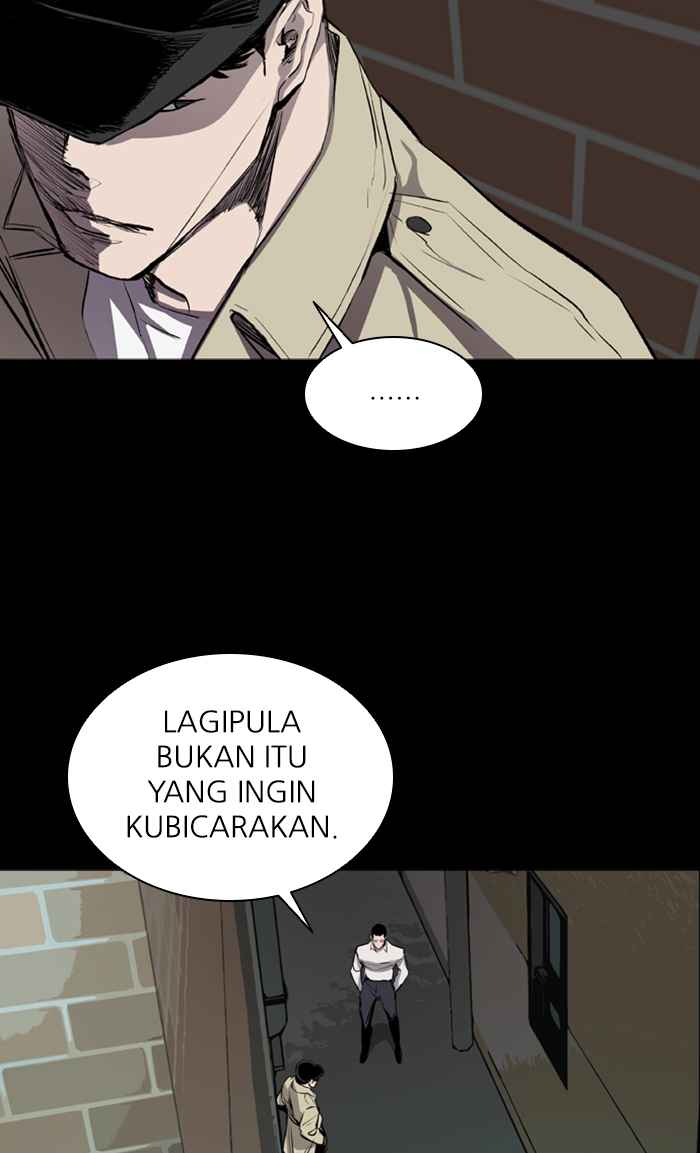 ......
LAGIPULA
BUKAN ITU
YANG INGIN
KUBICARAKAN.